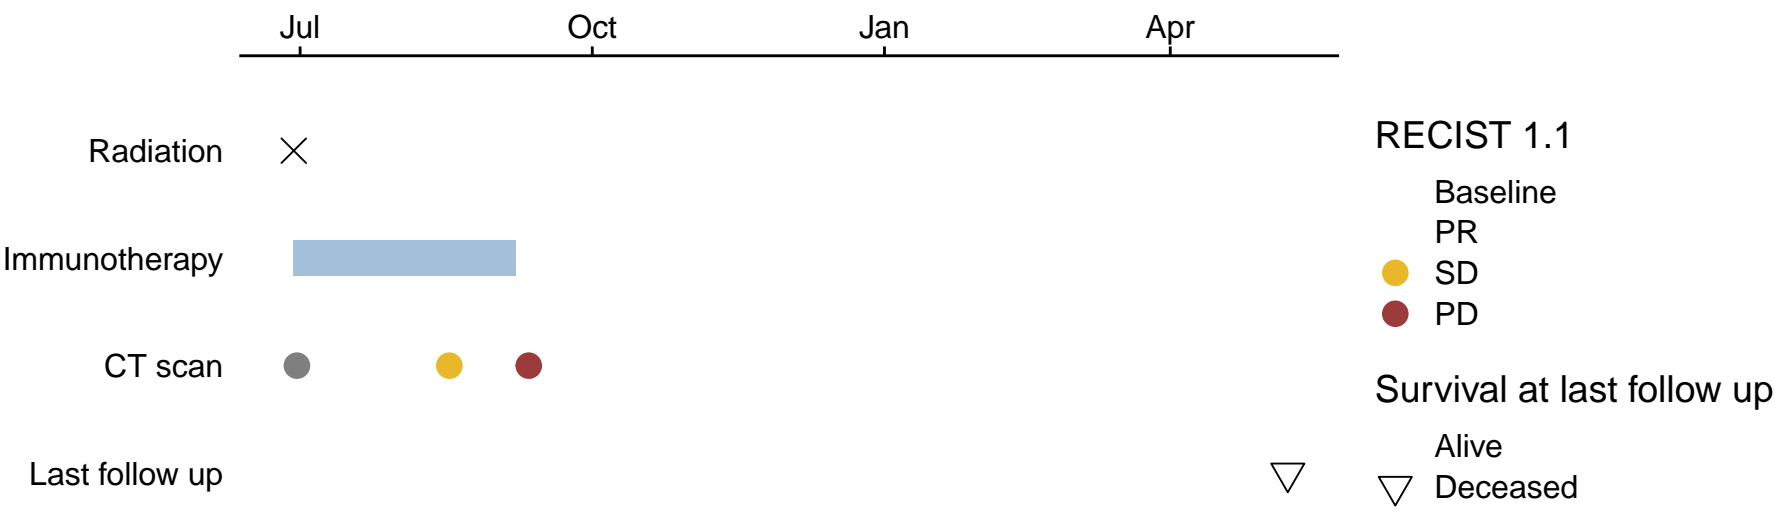 Jul Oct Jan Apr
Radiation
Immunotherapy
CT scan
Last follow up
RECIST 1.1
Baseline
PR
SD
PD
Survival at last follow up
Alive
Deceased